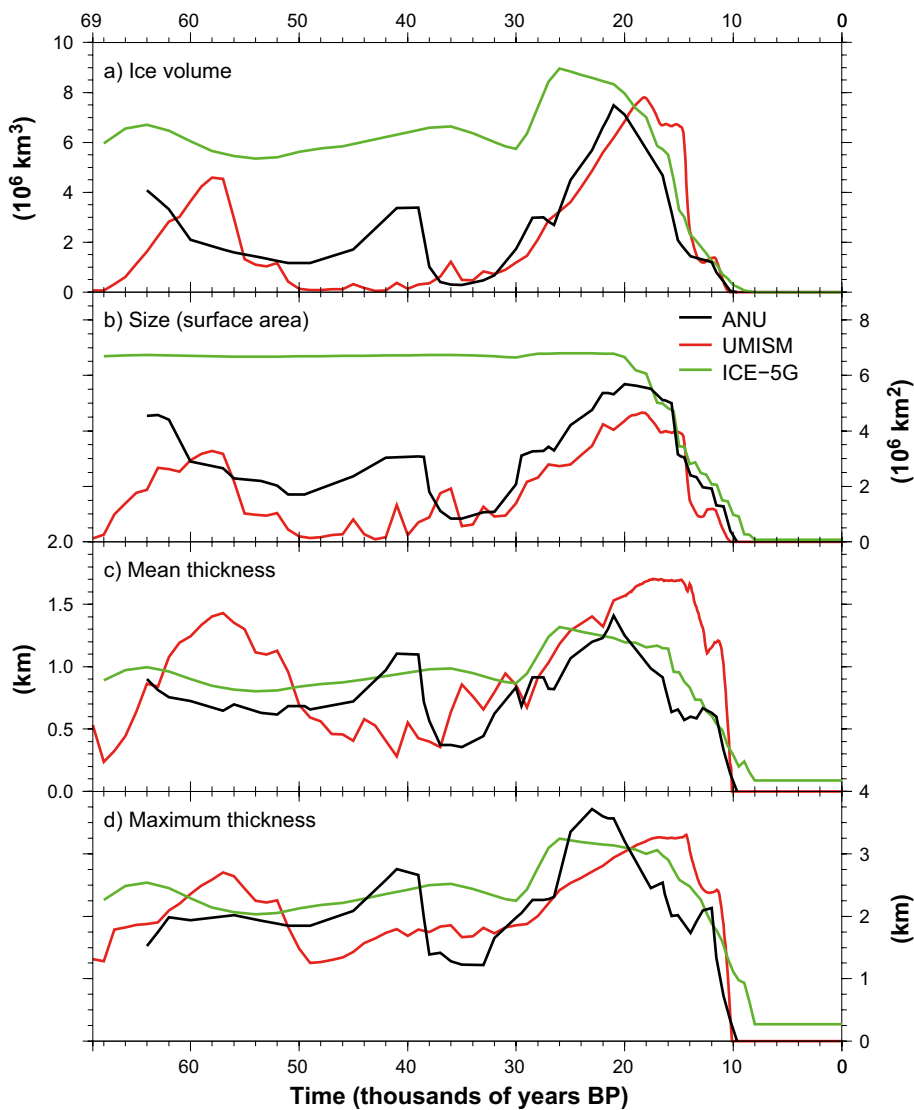 69 60 50 40 30 20 10 0
10
a) Ice volume
8
6
4
2
0
(10⁶ km³)
b) Size (surface area)
ANU
UMISM
ICE−5G
8
6
4
2
0
(10⁶ km²)
2.0
c) Mean thickness
1.5
1.0
0.5
0.0
(km)
4
d) Maximum thickness
3
2
1
0
(km)
69 60 50 40 30 20 10 0
Time (thousands of years BP)